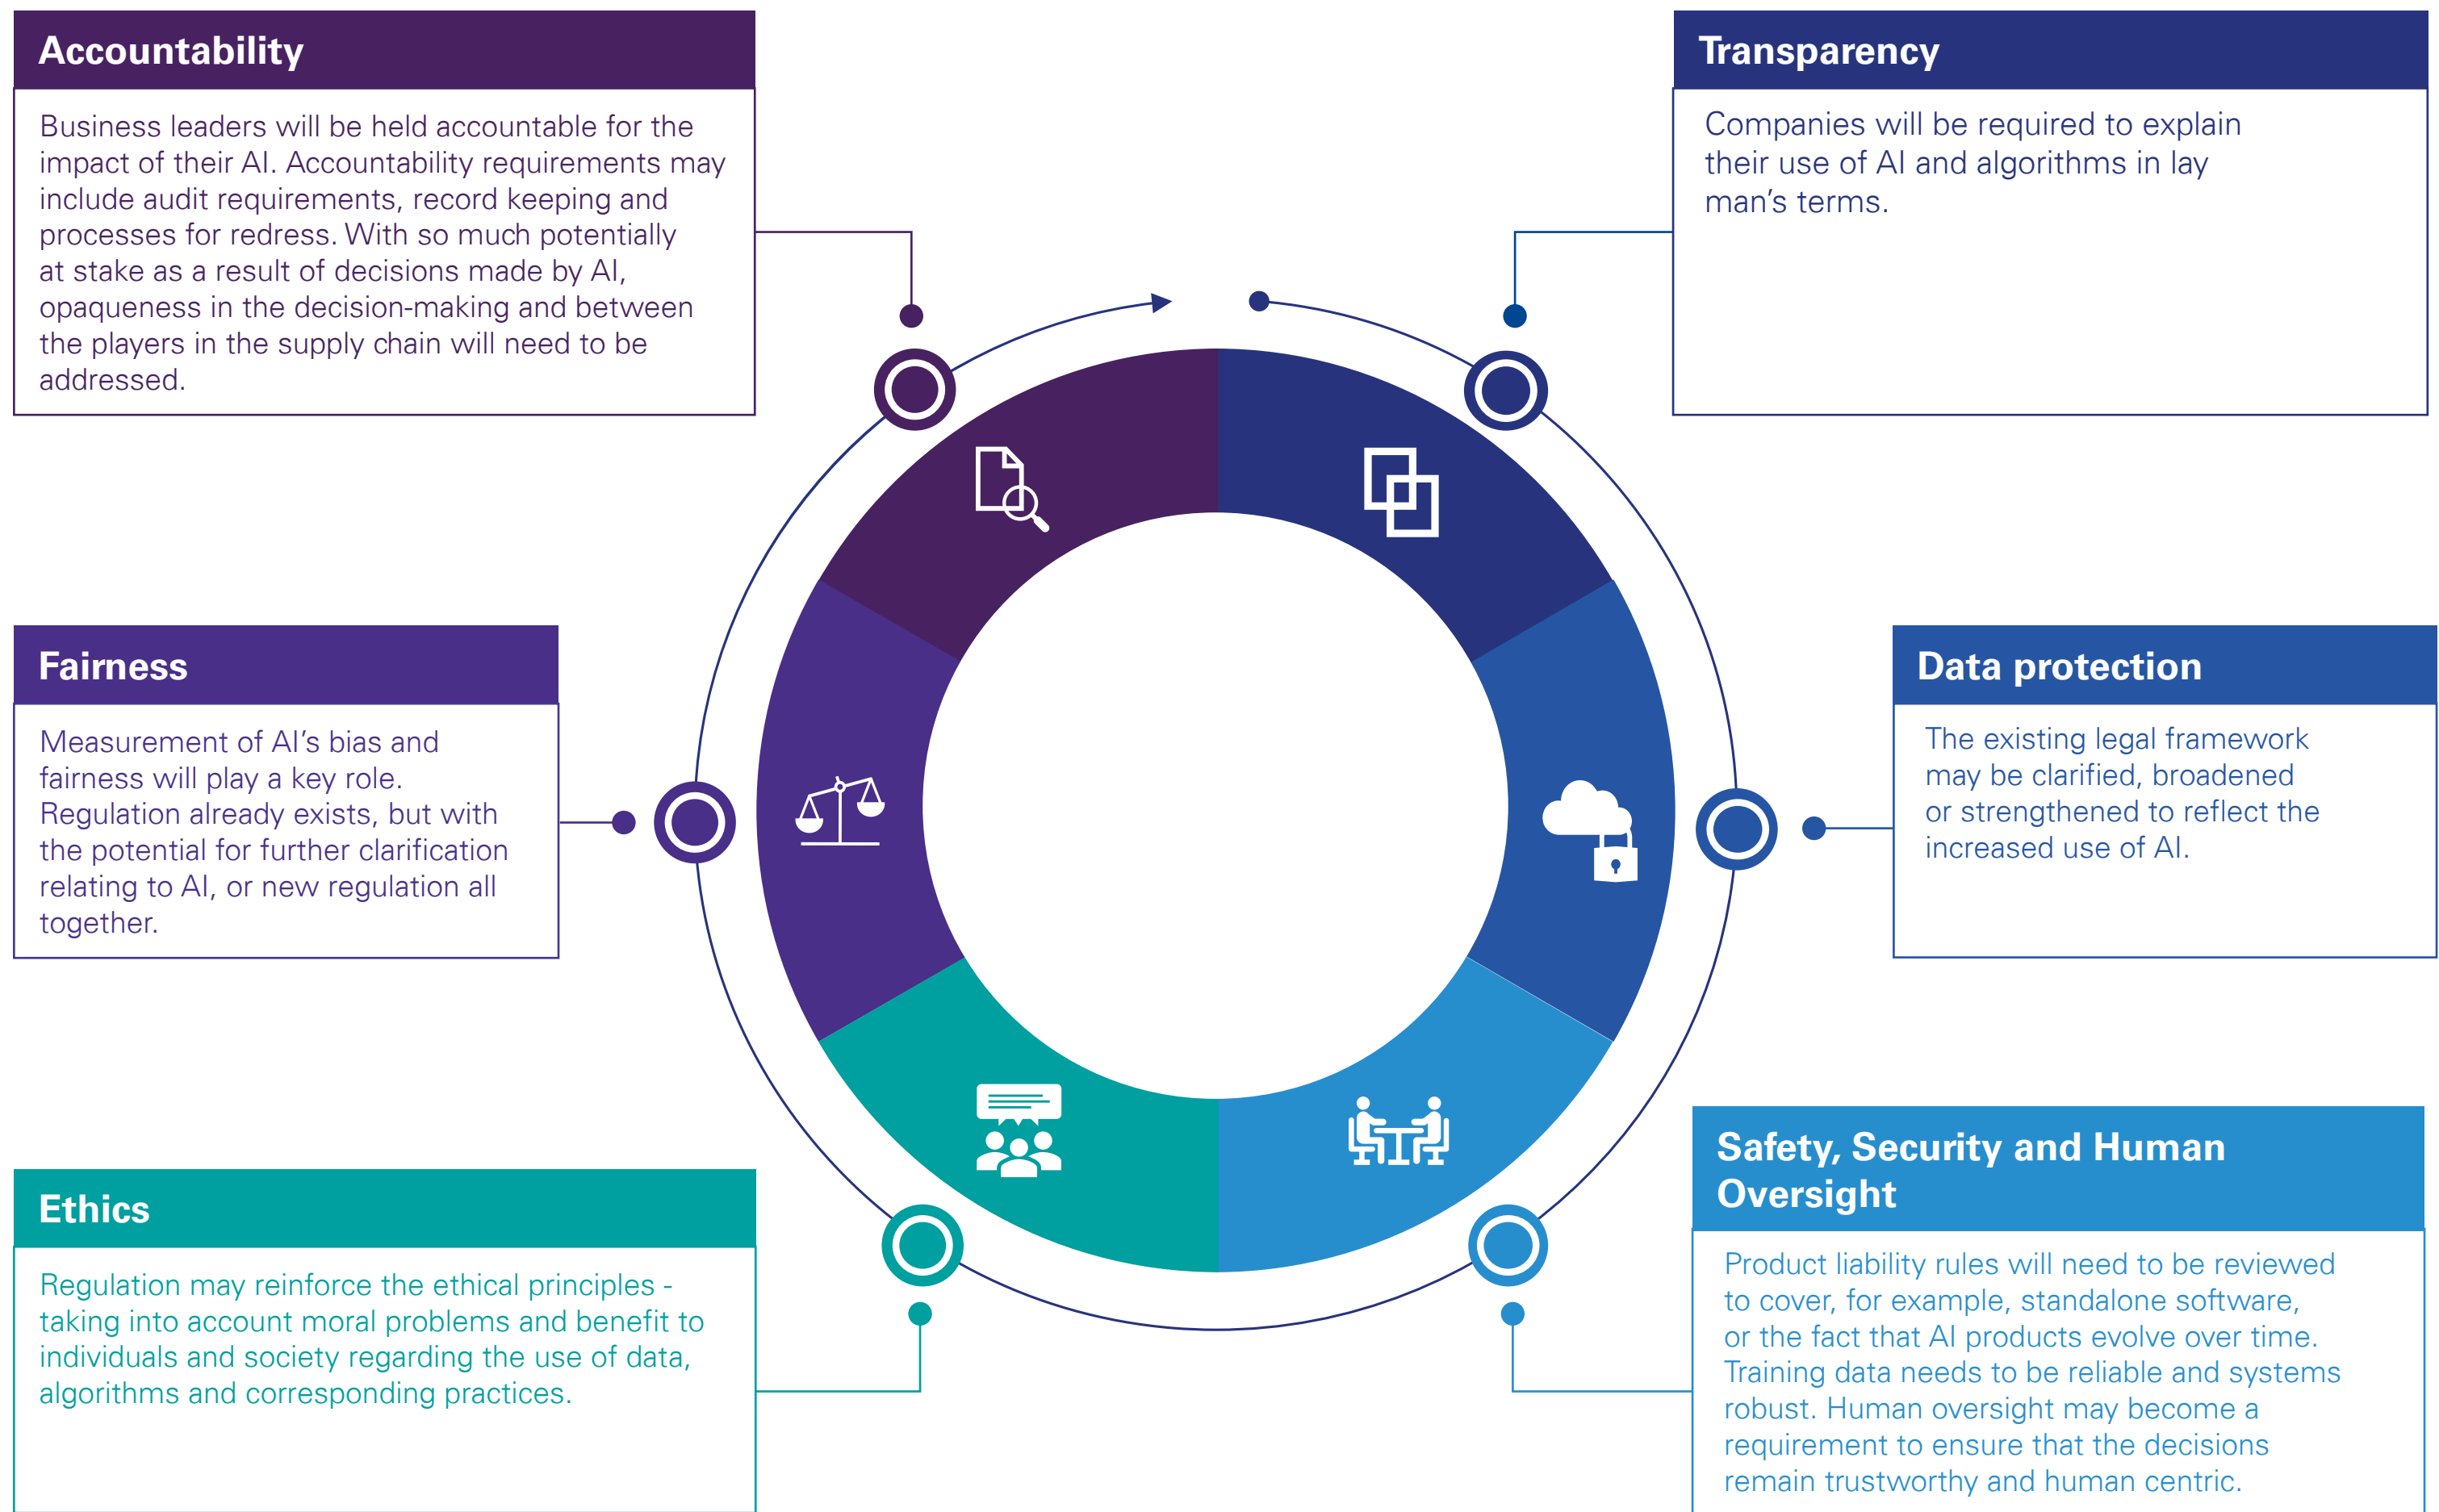 Accountability
Business leaders will be held accountable for the
impact of their AI. Accountability requirements may
include audit requirements, record keeping and
processes for redress. With so much potentially
at stake as a result of decisions made by AI,
opaqueness in the decision-making and between
the players in the supply chain will need to be
addressed.
Transparency
Companies will be required to explain
their use of AI and algorithms in lay
man's terms.
Fairness
Measurement of AI's bias and
fairness will play a key role.
Regulation already exists, but with
the potential for further clarification
relating to AI, or new regulation all
together.
Data protection
The existing legal framework
may be clarified, broadened
or strengthened to reflect the
increased use of AI.
Ethics
Regulation may reinforce the ethical principles -
taking into account moral problems and benefit to
individuals and society regarding the use of data,
algorithms and corresponding practices.
Safety, Security and Human
Oversight
Product liability rules will need to be reviewed
to cover, for example, standalone software,
or the fact that AI products evolve over time.
Training data needs to be reliable and systems
robust. Human oversight may become a
requirement to ensure that the decisions
remain trustworthy and human centric.